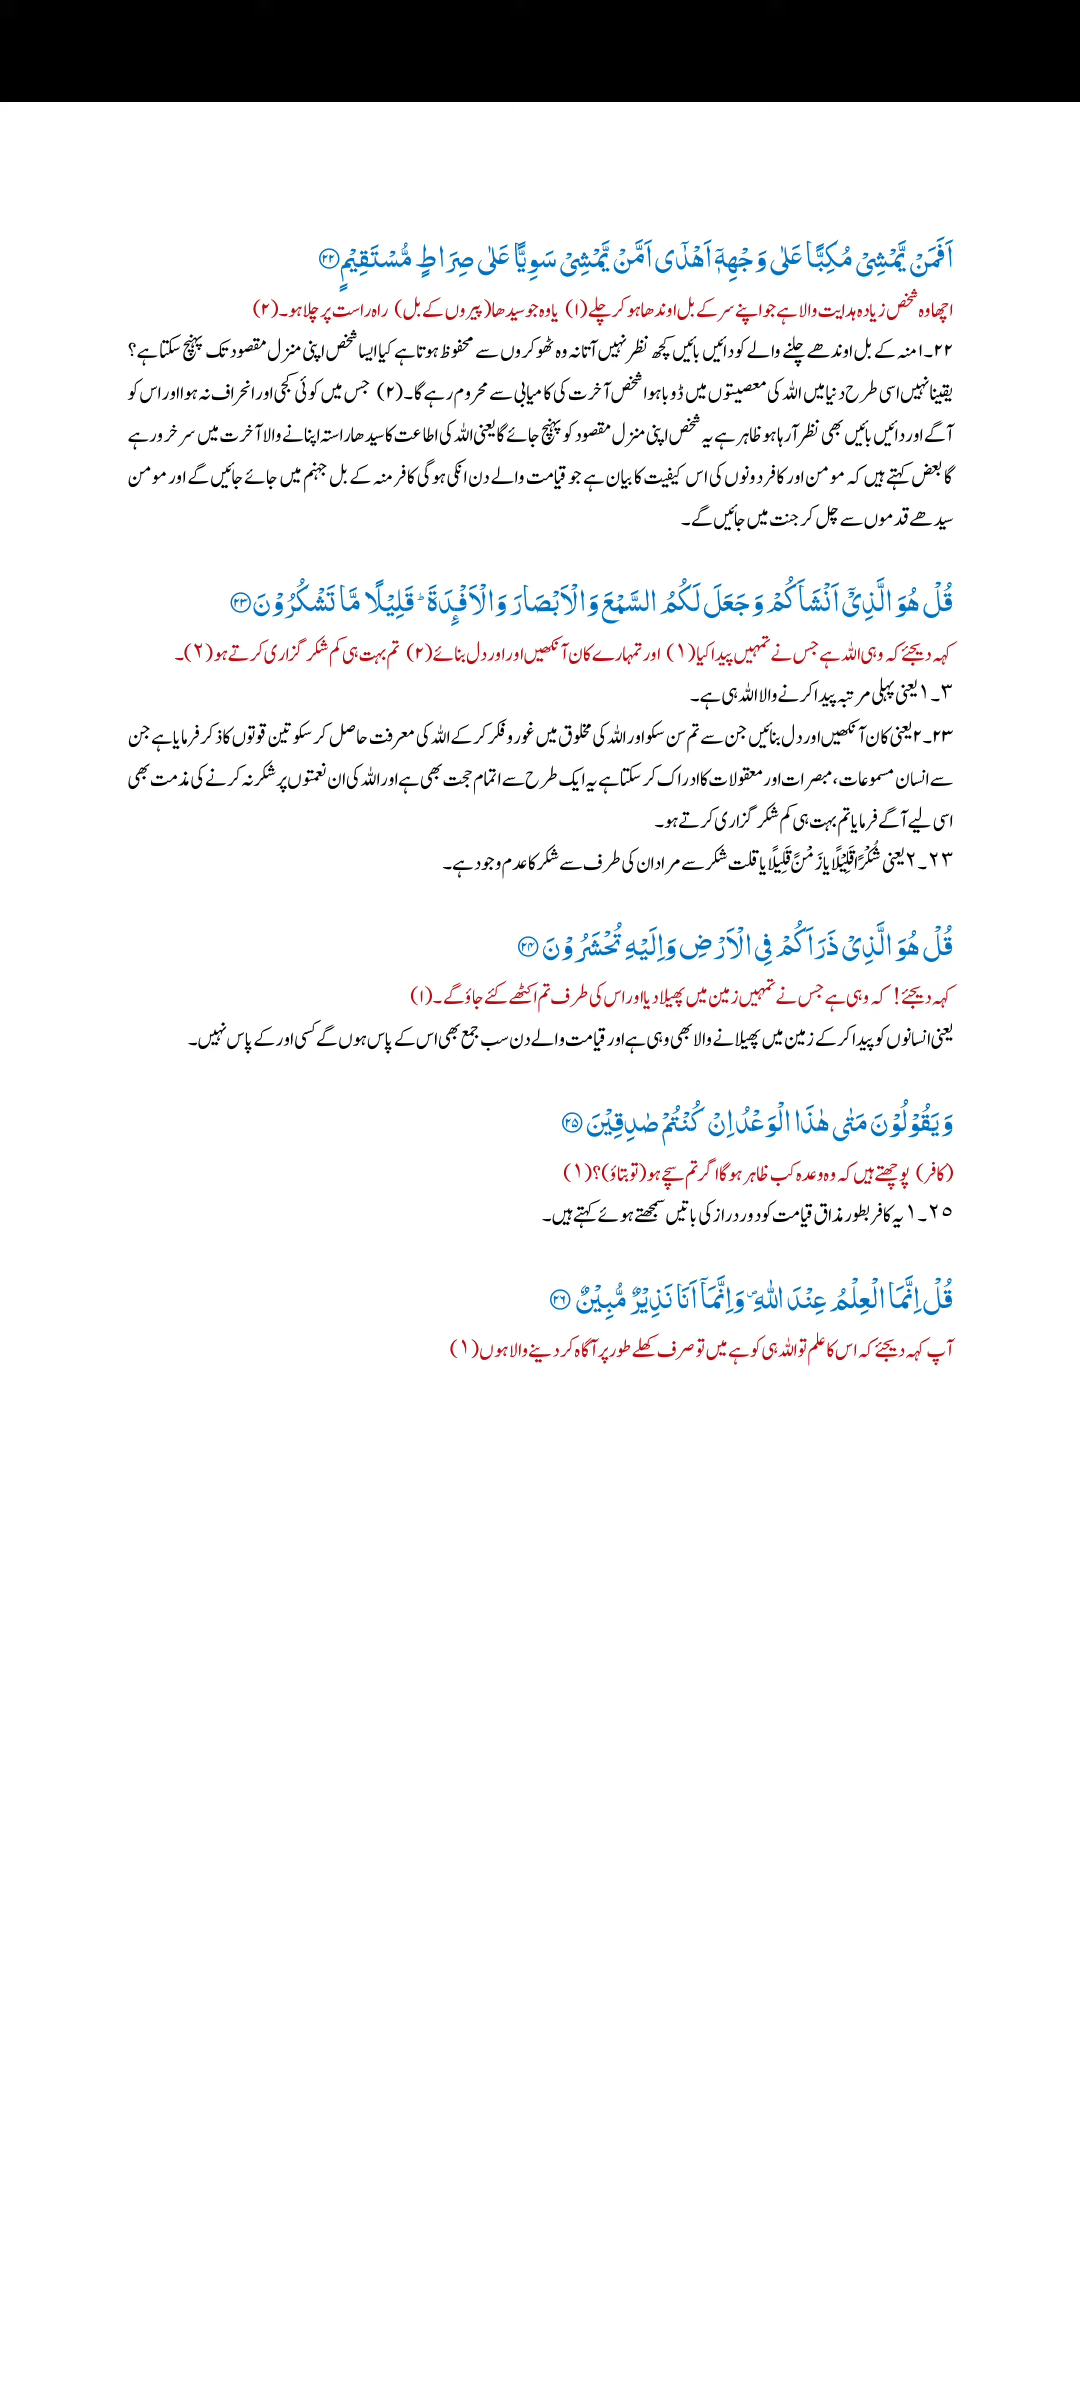 اَفَمَنْ يَّمْشِيْ مُكِبًّا عَلٰى وَجْهِهٖٓ اَهْدٰٓى اَمَّنْ يَّمْشِيْ سَوِيًّا عَلٰى صِرَاطٍ مُّسْتَقِيْمٍ ۝۲۲
اچھا وہ شخص زیادہ ہدایت والا ہے جو اپنے سر کے بل اوندھا ہو کر چلے (۱) یا وہ جو سیدھا (پیروں کے بل) راہ راست پر چلا ہو۔ (۲)
۲۲۔۱ منہ کے بل اوندھے چلنے والے کو دائیں بائیں کچھ نظر نہیں آتا نہ وہ ٹھوکروں سے محفوظ ہوتا ہے کیا ایسا شخص اپنی منزل مقصود تک پہنچ سکتا ہے؟
یقینا نہیں اسی طرح دنیا میں اللہ کی معصیتوں میں ڈوبا ہوا شخص آخرت کی کامیابی سے محروم رہے گا۔ (۲) جس میں کوئی کجی اور انحراف نہ ہوا اور اس کو
آگے اور دائیں بائیں بھی نظر آرہا ہو ظاہر ہے یہ شخص اپنی منزل مقصود کو پہنچ جائے گا یعنی اللہ کی اطاعت کا سیدھا راستہ اپنانے والا آخرت میں سرخرو رہے
گا بعض کہتے ہیں کہ مومن اور کافر دونوں کی اس کیفیت کا بیان ہے جو قیامت والے دن انکی ہوگی کافر منہ کے بل جہنم میں جائے جائیں گے اور مومن
سیدھے قدموں سے چل کر جنت میں جائیں گے۔
قُلْ هُوَ الَّذِيْٓ اَنْشَاَكُمْ وَجَعَلَ لَكُمُ السَّمْعَ وَالْاَبْصَارَ وَالْاَفْـِٕدَةَ ۭ قَلِيْلًا مَّا تَشْكُرُوْنَ ۝۲۳
کہہ دیجئے کہ وہی اللہ ہے جس نے تمہیں پیدا کیا (۱) اور تمہارے کان آنکھیں اور اور دل بنائے (۲) تم بہت ہی کم شکر گزاری کرتے ہو (۲)۔
۳۔۱ یعنی پہلی مرتبہ پیدا کرنے والا اللہ ہی ہے۔
۲۳۔۲ یعنی کان آنکھیں اور دل بنائیں جن سے تم سن سکو اور اللہ کی مخلوق میں غور و فکر کر کے اللہ کی معرفت حاصل کر سکو تین قوتوں کا ذکر فرمایا ہے جن
سے انسان مسموعات، مبصرات اور معقولات کا ادراک کر سکتا ہے یہ ایک طرح سے اتمام حجت بھی ہے اور اللہ کی ان نعمتوں پر شکر نہ کرنے کی مذمت بھی
اسی لیے آگے فرمایا تم بہت ہی کم شکر گزاری کرتے ہو۔
۲۳۔۲ یعنی شُكْرًا قَلِيْلًا یا زَمْنًا قَلِيلًا یا قلت شکر سے مراد ان کی طرف سے شکر کا عدم وجود ہے۔
قُلْ هُوَ الَّذِيْ ذَرَاَكُمْ فِي الْاَرْضِ وَاِلَيْهِ تُحْشَرُوْنَ ۝۲۴
کہہ دیجئے! کہ وہی ہے جس نے تمہیں زمین میں پھیلا دیا اور اس کی طرف تم اکٹھے کئے جاؤ گے۔ (۱)
یعنی انسانوں کو پیدا کر کے زمین میں پھیلانے والا بھی وہی ہے اور قیامت والے دن سب جمع بھی اس کے پاس ہوں گے کسی اور کے پاس نہیں۔
وَيَقُوْلُوْنَ مَتٰى هٰذَا الْوَعْدُ اِنْ كُنْتُمْ صٰدِقِيْنَ ۝۲۵
(کافر) پوچھتے ہیں کہ وہ وعدہ کب ظاہر ہوگا اگر تم سچے ہو (تو بتاؤ)؟ (۱)
۲۵۔۱ یہ کافر بطور مذاق قیامت کو دور دراز کی باتیں سمجھتے ہوئے کہتے ہیں۔
قُلْ اِنَّمَا الْعِلْمُ عِنْدَ اللّٰهِ ۠ وَاِنَّمَآ اَنَا نَذِيْرٌ مُّبِيْنٌ ۝۲۶
آپ کہہ دیجئے کہ اس کا علم تو اللہ ہی کو ہے میں تو صرف کھلے طور پر آگاہ کر دینے والا ہوں (۱)